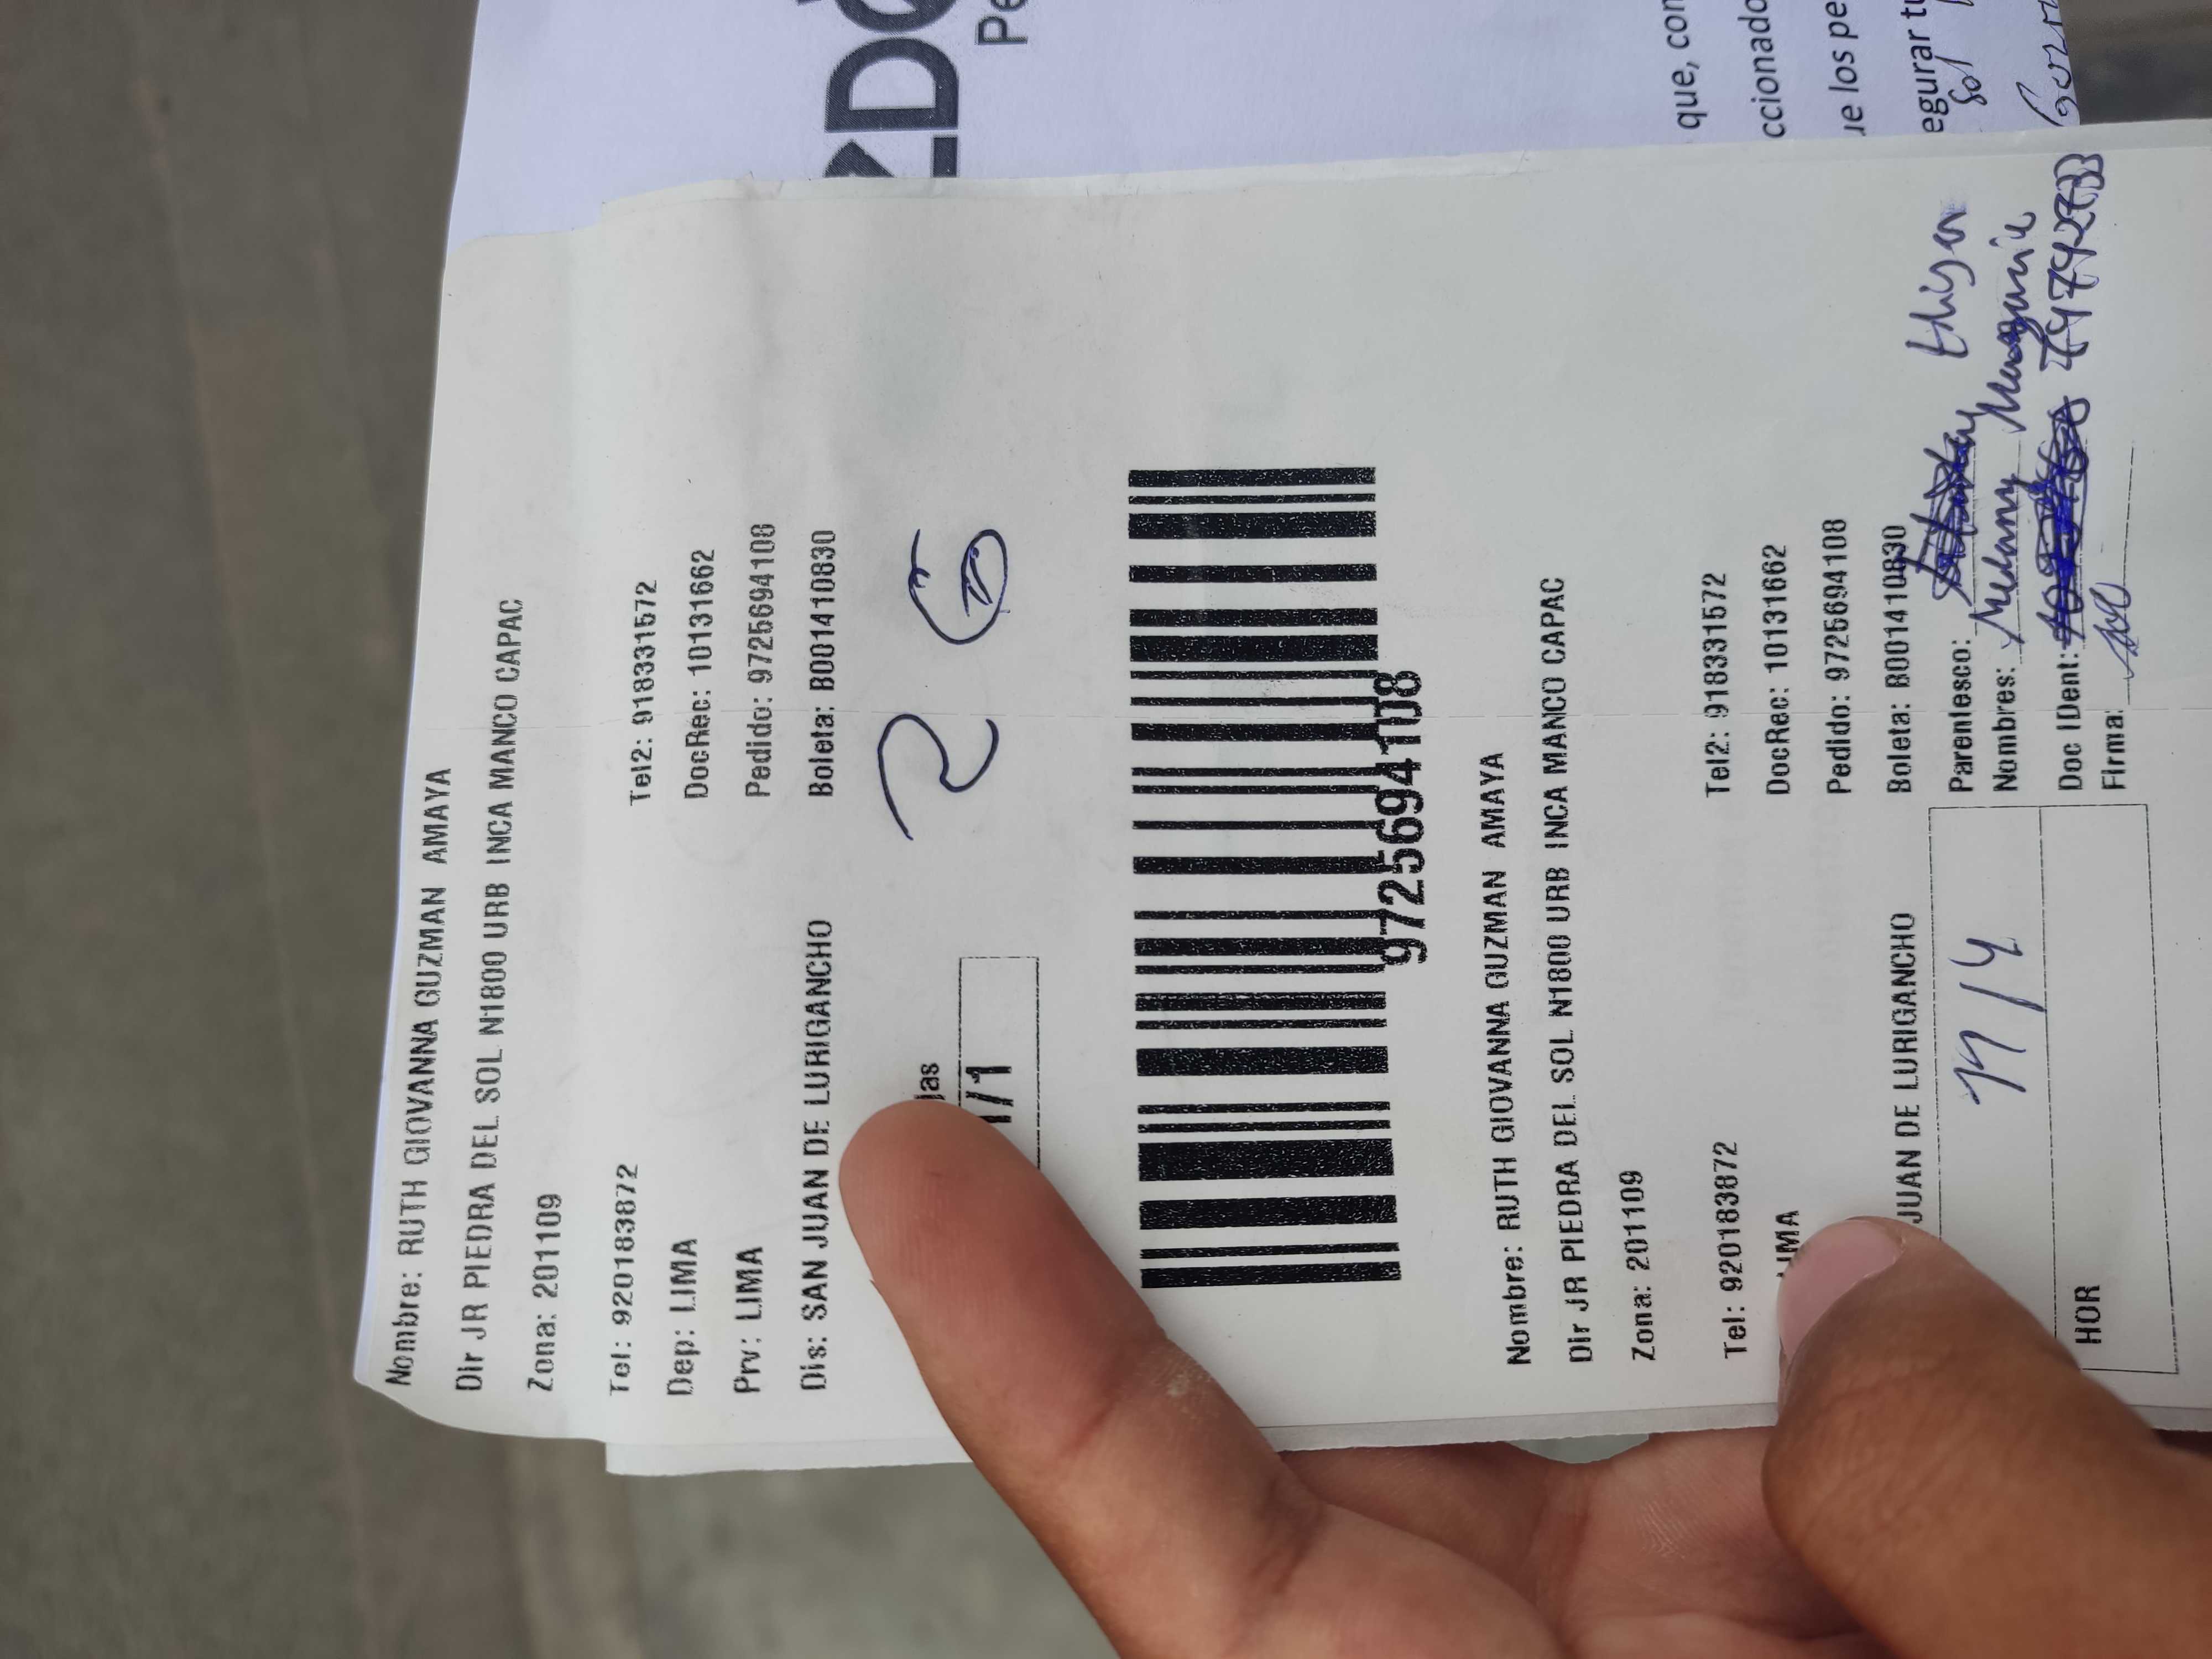 Nombre: RUTH GIOVANNA GUZMAN AMAYA
Dir JR PIEDRA DEL SOL N1800 URB INCA MANCO CAPAC
Zona: 201109
Tel: 920183872 Tel2: 918331572
Dep: LIMA DocRec: 10131662
Prv: LIMA Pedido: 9725694108
Dis: SAN JUAN DE LURIGANCHO Boleta: B001410830
1/1
9725694108
Nombre: RUTH GIOVANNA GUZMAN AMAYA
Dir JR PIEDRA DEL SOL N1800 URB INCA MANCO CAPAC
Zona: 201109
Tel: 920183872 Tel2: 918331572
LIMA DocRec: 10131662
Pedido: 9725694108
JUAN DE LURIGANCHO Boleta: B001410830
Parentesco:
Nombres: Melanny
Doc IDent:
Firma:
HOR
que, con
ccionado
ue los pe
egurar tu